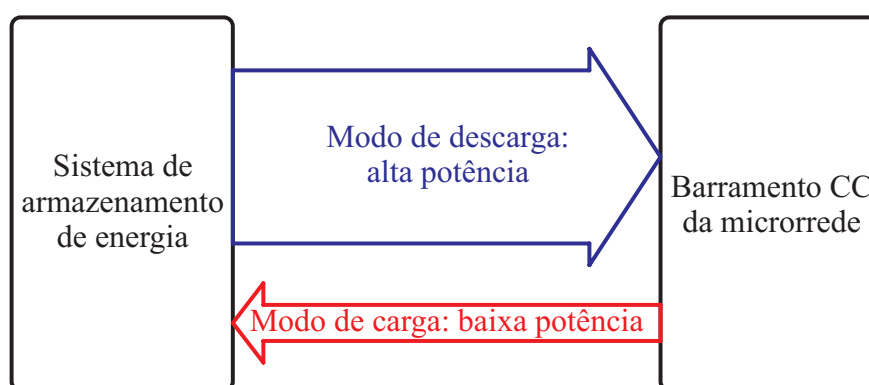 Sistema de
armazenamento
de energia
Modo de descarga:
alta potência
Modo de carga: baixa potência
Barramento CC
da microrrede